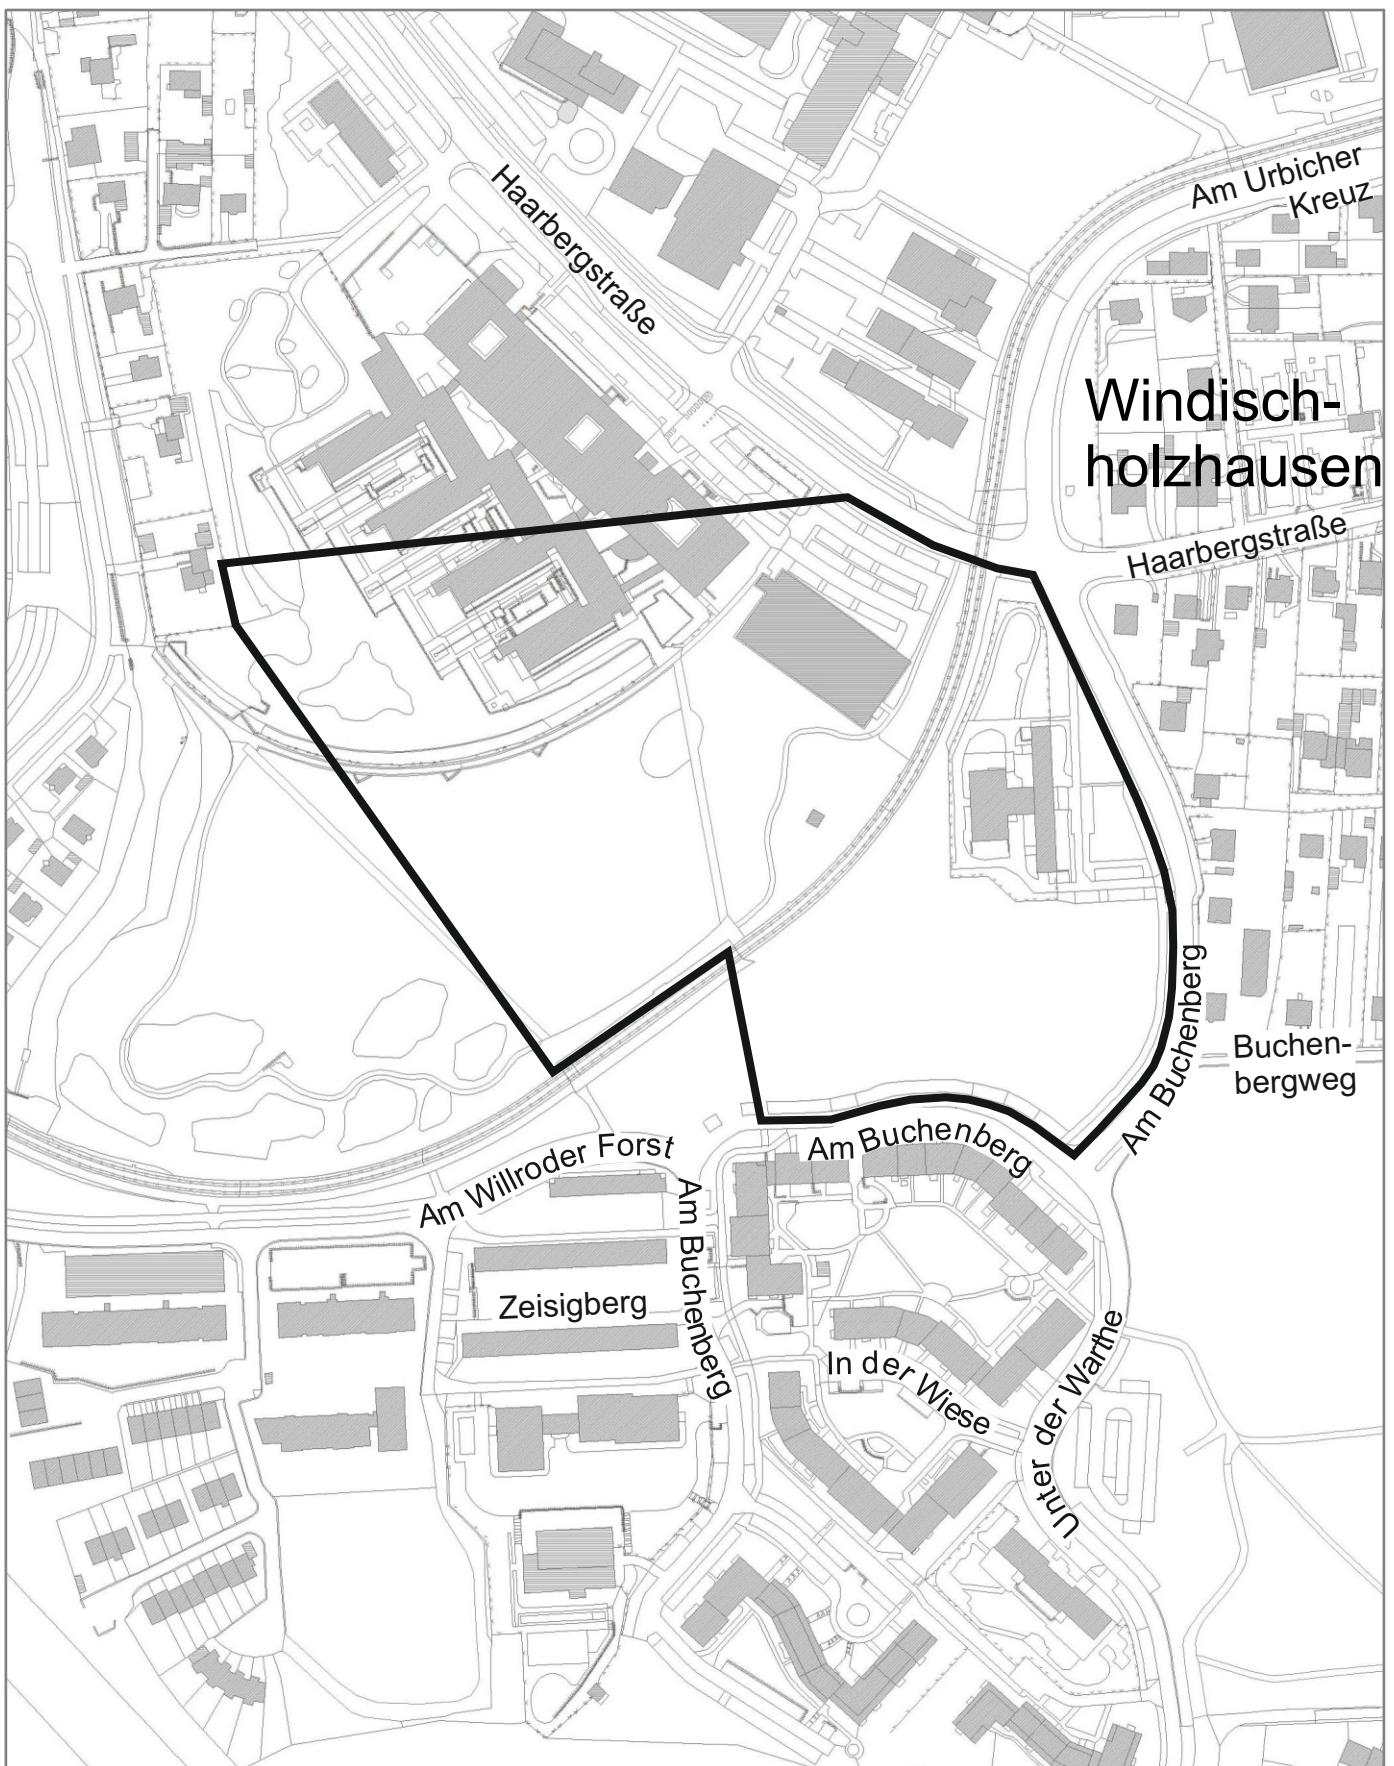 Am Urbicher
Kreuz
Haarbergstraße
Windisch-
holzhausen
Haarbergstraße
Am Buchenberg
Buchen-
bergweg
Am Buchenberg
Am Willroder Forst
Am Buchenberg
Zeisigberg
In der Wiese
Unter der Warthe